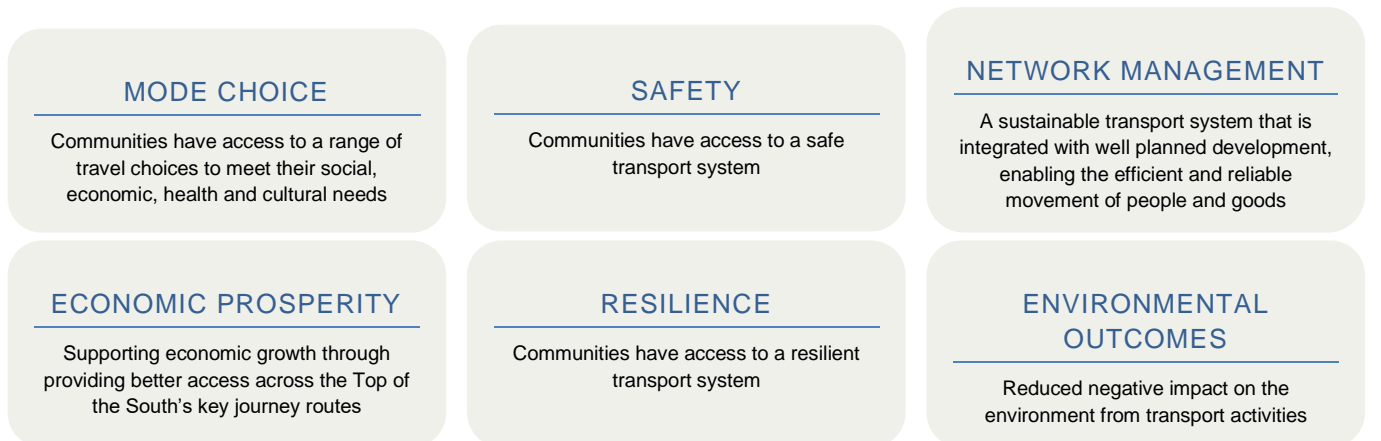 MODE CHOICE
Communities have access to a range of
travel choices to meet their social,
economic, health and cultural needs
SAFETY
Communities have access to a safe
transport system
NETWORK MANAGEMENT
A sustainable transport system that is
integrated with well planned development,
enabling the efficient and reliable
movement of people and goods
ECONOMIC PROSPERITY
Supporting economic growth through
providing better access across the Top of
the South's key journey routes
RESILIENCE
Communities have access to a resilient
transport system
ENVIRONMENTAL
OUTCOMES
Reduced negative impact on the
environment from transport activities